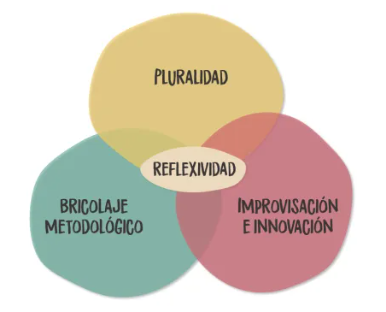 PLURALIDAD
REFLEXIVIDAD
BRICOLAJE
METODOLÓGICO
IMPROVISACIÓN
E INNOVACIÓN